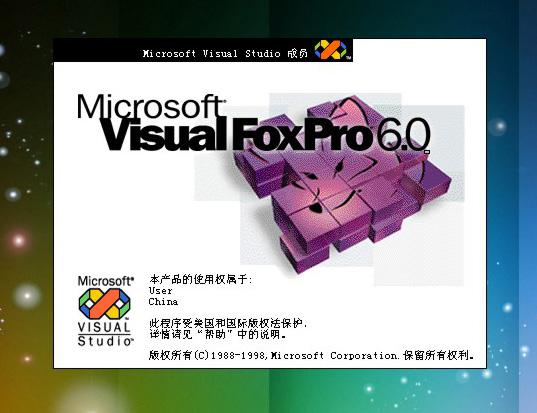 Microsoft Visual Studio 成员
Microsoft®
Visual FoxPro 6.0
本产品的使用权属于:
User
China
此程序受美国和国际版权法保护.
详情请见“帮助”中的说明。
版权所有(C)1988-1998,Microsoft Corporation.保留所有权利。
Microsoft®
VISUAL
Studio™